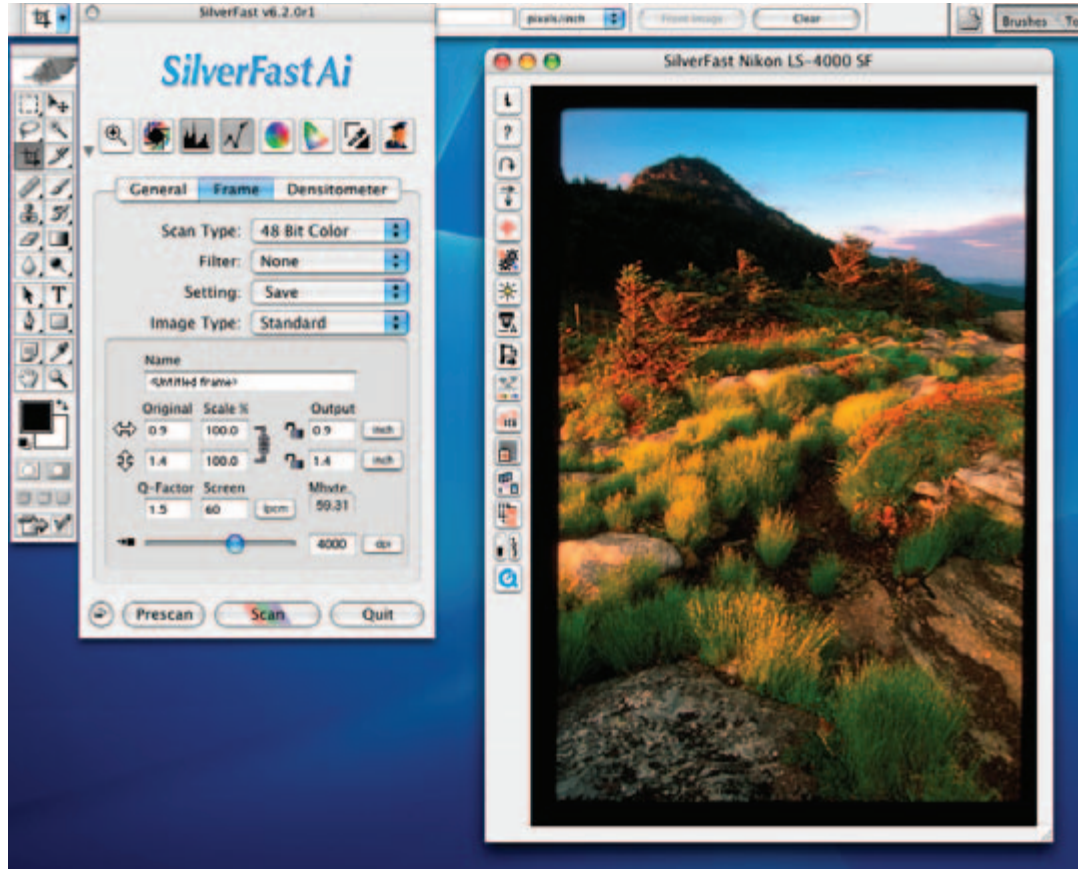 SilverFast v6.2.0r1
pixels/inch
Front Image
Clear
Brushes
SilverFast Ai
SilverFast Nikon LS-4000 SF
General Frame Densitometer
Scan Type: 48 Bit Color
Filter: None
Setting: Save
Image Type: Standard
Name
<Untitled frame>
Original Scale % Output
0.9 100.0 0.9 inch
1.4 100.0 1.4 inch
Q-Factor Screen Mbyte
1.5 60 lpcm 59.31
4000 dpi
Prescan Scan Quit